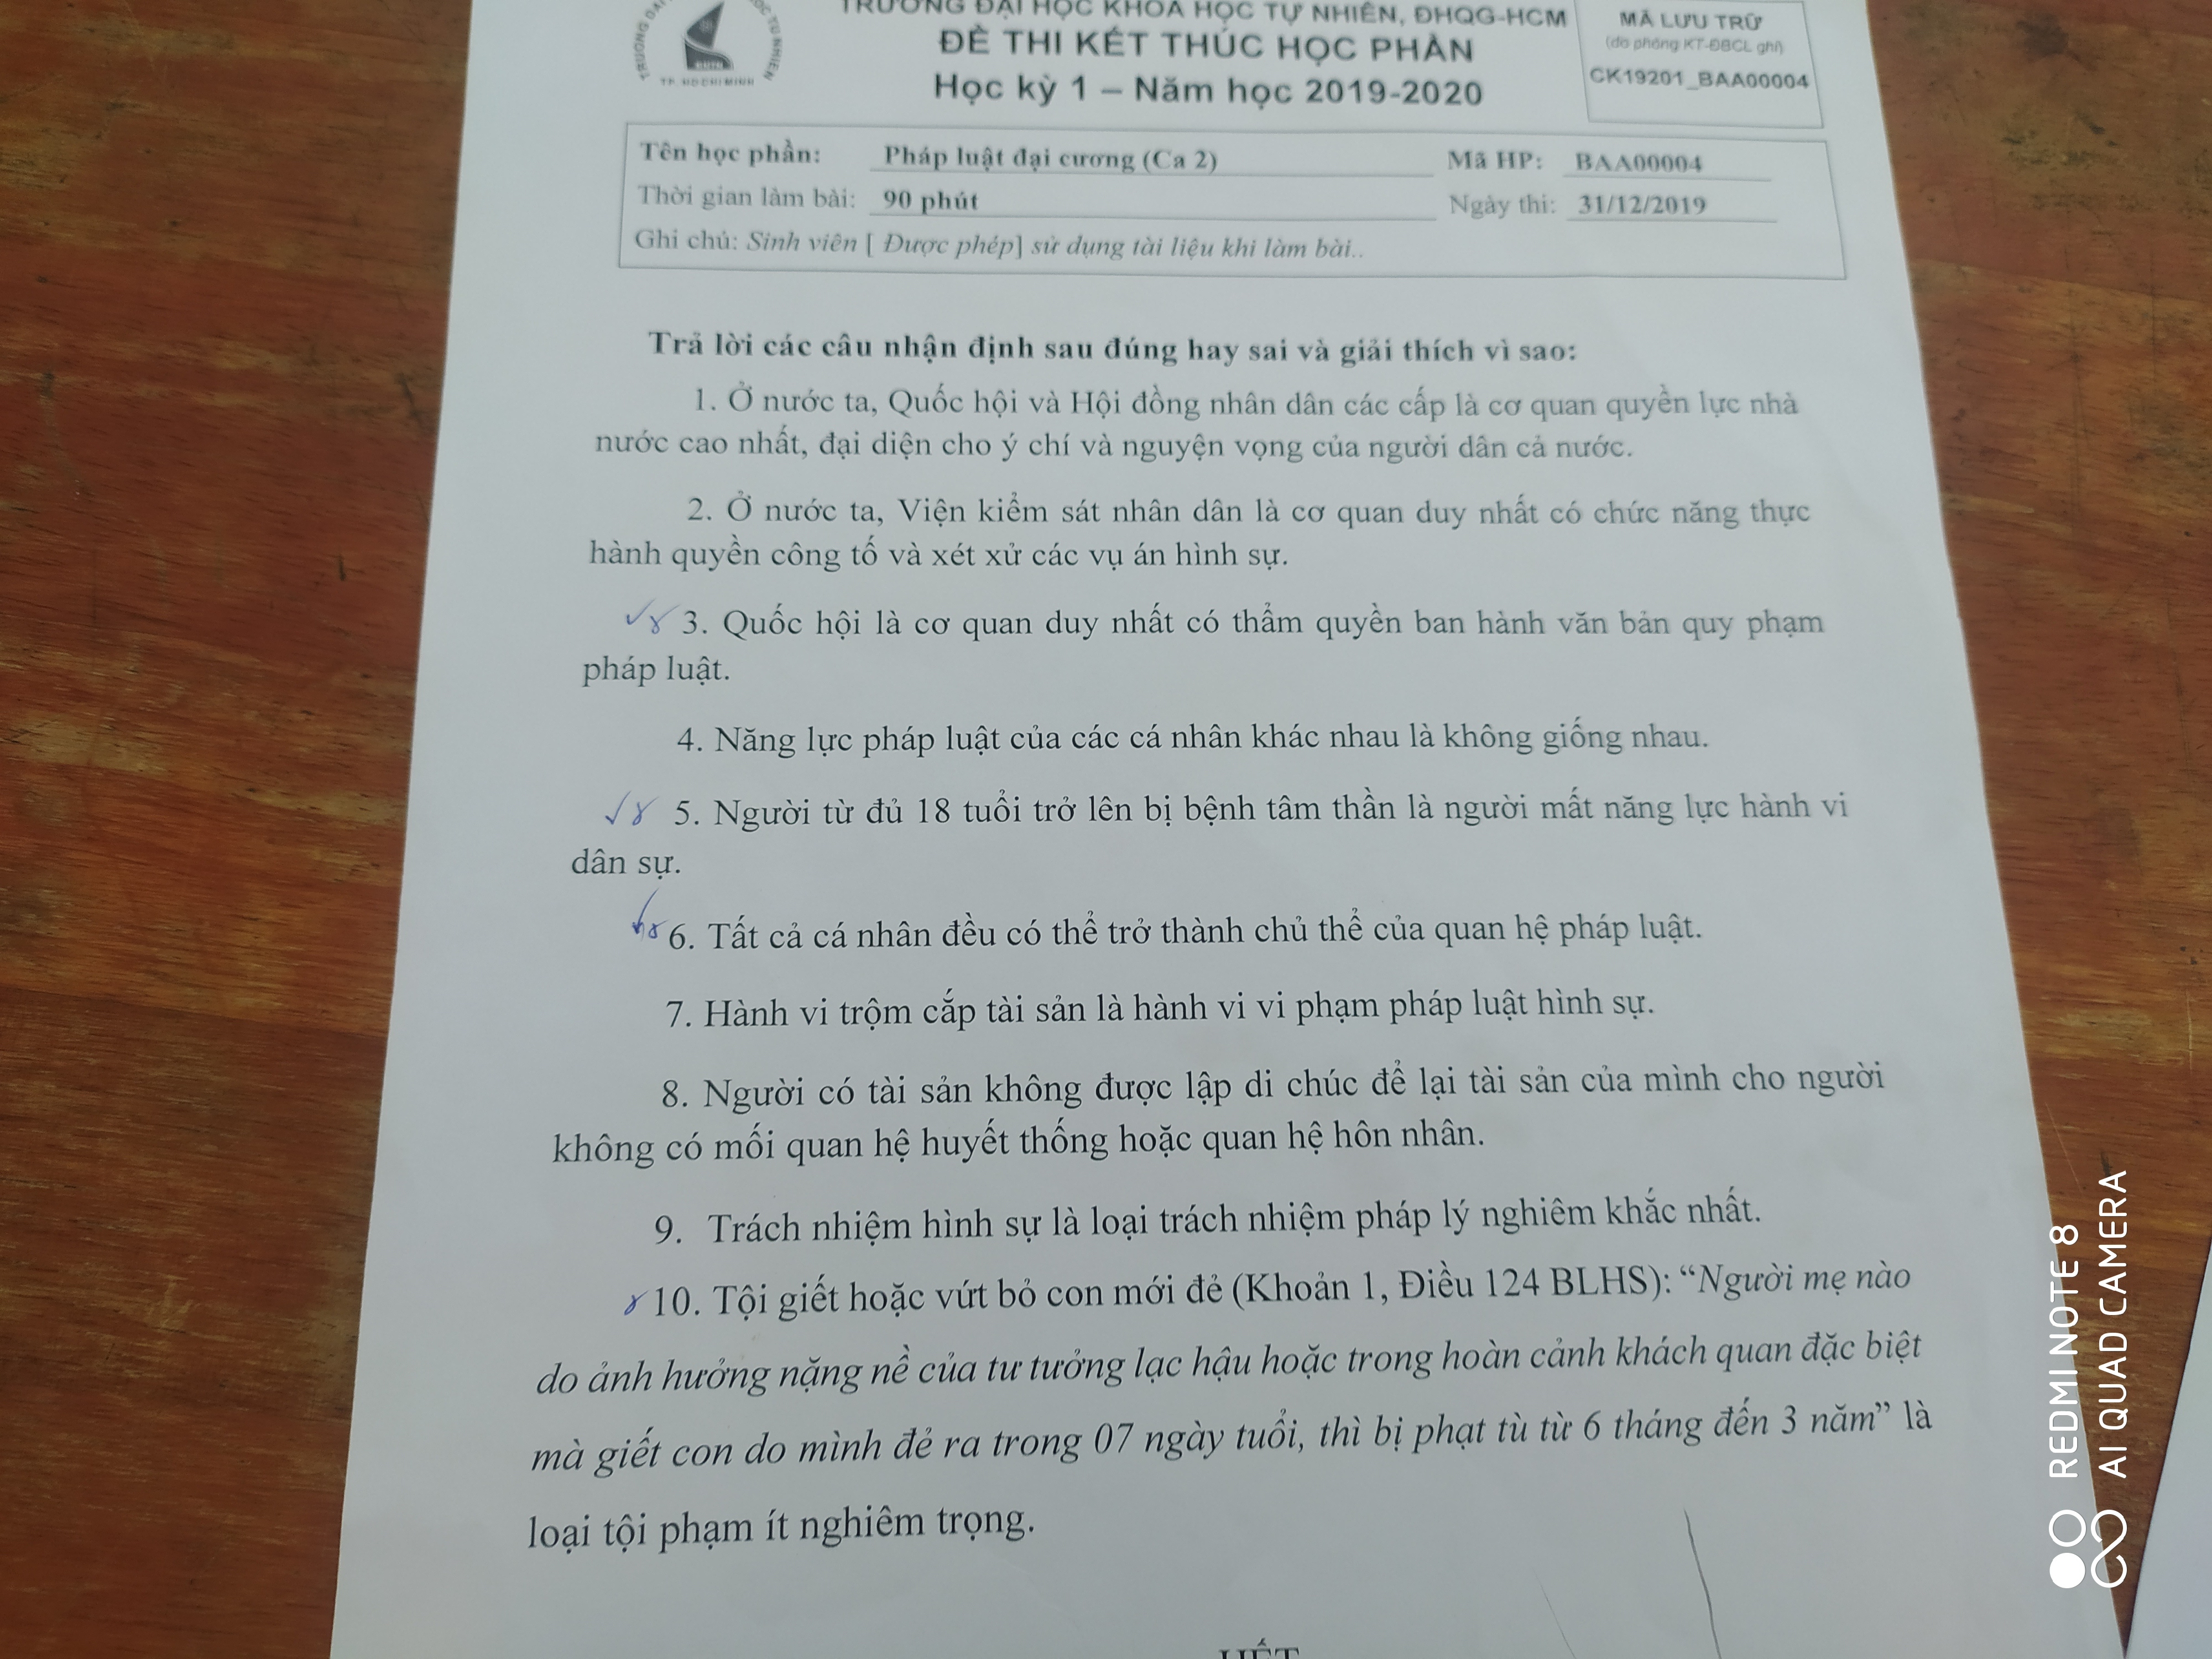 TRƯỜNG ĐẠI HỌC KHOA HỌC TỰ NHIÊN, ĐHQG-HCM
ĐỀ THI KẾT THÚC HỌC PHẦN
Học kỳ 1 – Năm học 2019-2020
TP. HỒ CHÍ MINH
MÃ LƯU TRỮ
(do phòng KT-ĐBCL ghi)
CK19201_BAA00004
Tên học phần: Pháp luật đại cương (Ca 2) Mã HP: BAA00004
Thời gian làm bài: 90 phút Ngày thi: 31/12/2019
Ghi chú: Sinh viên [ Được phép] sử dụng tài liệu khi làm bài..
Trả lời các câu nhận định sau đúng hay sai và giải thích vì sao:
1. Ở nước ta, Quốc hội và Hội đồng nhân dân các cấp là cơ quan quyền lực nhà
nước cao nhất, đại diện cho ý chí và nguyện vọng của người dân cả nước.
2. Ở nước ta, Viện kiểm sát nhân dân là cơ quan duy nhất có chức năng thực
hành quyền công tố và xét xử các vụ án hình sự.
3. Quốc hội là cơ quan duy nhất có thẩm quyền ban hành văn bản quy phạm
pháp luật.
4. Năng lực pháp luật của các cá nhân khác nhau là không giống nhau.
5. Người từ đủ 18 tuổi trở lên bị bệnh tâm thần là người mất năng lực hành vi
dân sự.
6. Tất cả cá nhân đều có thể trở thành chủ thể của quan hệ pháp luật.
7. Hành vi trộm cắp tài sản là hành vi vi phạm pháp luật hình sự.
8. Người có tài sản không được lập di chúc để lại tài sản của mình cho người
không có mối quan hệ huyết thống hoặc quan hệ hôn nhân.
9. Trách nhiệm hình sự là loại trách nhiệm pháp lý nghiêm khắc nhất.
10. Tội giết hoặc vứt bỏ con mới đẻ (Khoản 1, Điều 124 BLHS): “Người mẹ nào
do ảnh hưởng nặng nề của tư tưởng lạc hậu hoặc trong hoàn cảnh khách quan đặc biệt
mà giết con do mình đẻ ra trong 07 ngày tuổi, thì bị phạt tù từ 6 tháng đến 3 năm” là
loại tội phạm ít nghiêm trọng.
HẾT
REDMI NOTE 8
AI QUAD CAMERA